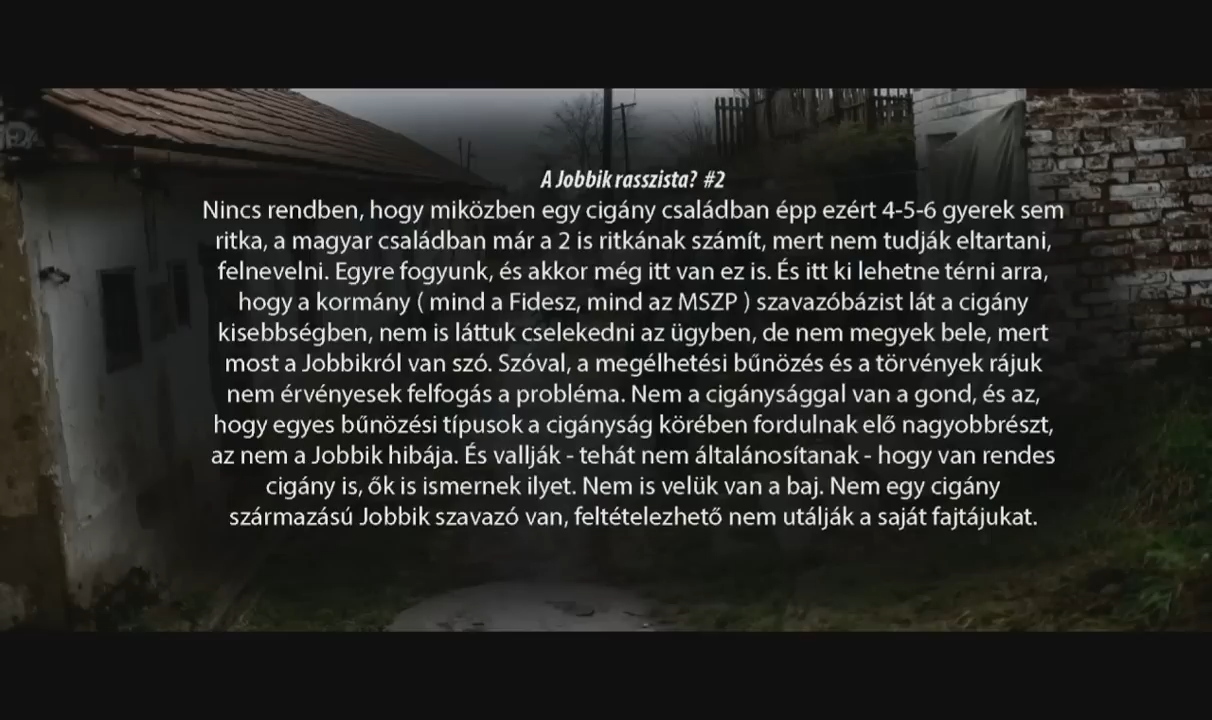 A Jobbik rasszista? #2
Nincs rendben, hogy miközben egy cigány családban épp ezért 4-5-6 gyerek sem
ritka, a magyar családban már a 2 is ritkának számít, mert nem tudják eltartani,
felnevelni. Egyre fogyunk, és akkor még itt van ez is. És itt ki lehetne térni arra,
hogy a kormány ( mind a Fidesz, mind az MSZP ) szavazóbázist lát a cigány
kisebbségben, nem is láttuk cselekedni az ügyben, de nem megyek bele, mert
most a Jobbikról van szó. Szóval, a megélhetési bűnözés és a törvények rájuk
nem érvényesek felfogás a probléma. Nem a cigánysággal van a gond, és az,
hogy egyes bűnözési típusok a cigányság körében fordulnak elő nagyobbrészt,
az nem a Jobbik hibája. És vallják - tehát nem általánosítanak - hogy van rendes
cigány is, ők is ismernek ilyet. Nem is velük van a baj. Nem egy cigány
származású Jobbik szavazó van, feltételezhető nem utálják a saját fajtájukat.